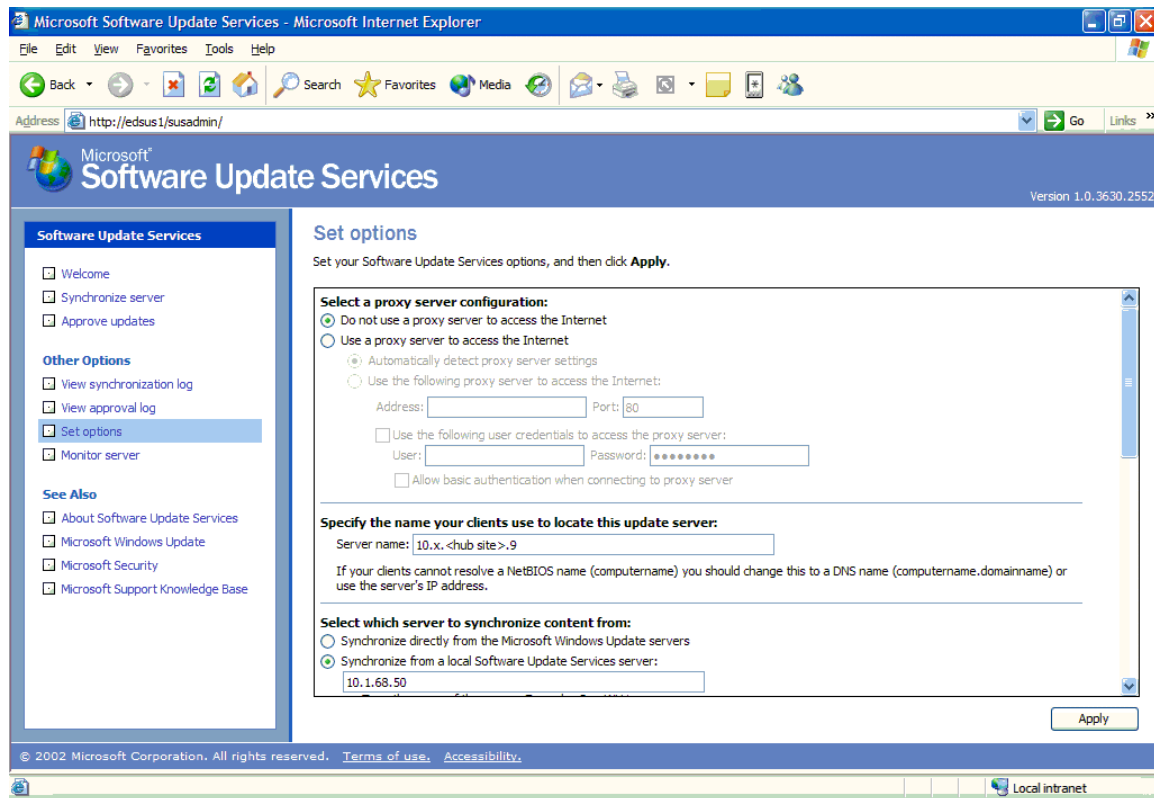 Microsoft Software Update Services - Microsoft Internet Explorer
File Edit View Favorites Tools Help
Back Search Favorites Media
Address http://edsus1/susadmin/ Go Links »
Microsoft®
Software Update Services
Version 1.0.3630.2552
Software Update Services
Welcome
Synchronize server
Approve updates
Other Options
View synchronization log
View approval log
Set options
Monitor server
See Also
About Software Update Services
Microsoft Windows Update
Microsoft Security
Microsoft Support Knowledge Base
Set options
Set your Software Update Services options, and then click Apply.
Select a proxy server configuration:
Do not use a proxy server to access the Internet
Use a proxy server to access the Internet
Automatically detect proxy server settings
Use the following proxy server to access the Internet:
Address: Port: 80
Use the following user credentials to access the proxy server:
User: Password: ●●●●●●●●
Allow basic authentication when connecting to proxy server
Specify the name your clients use to locate this update server:
Server name: 10.x.<hub site>.9
If your clients cannot resolve a NetBIOS name (computername) you should change this to a DNS name (computername.domainname) or
use the server's IP address.
Select which server to synchronize content from:
Synchronize directly from the Microsoft Windows Update servers
Synchronize from a local Software Update Services server:
10.1.68.50
Apply
© 2002 Microsoft Corporation. All rights reserved. Terms of use. Accessibility.
Local intranet